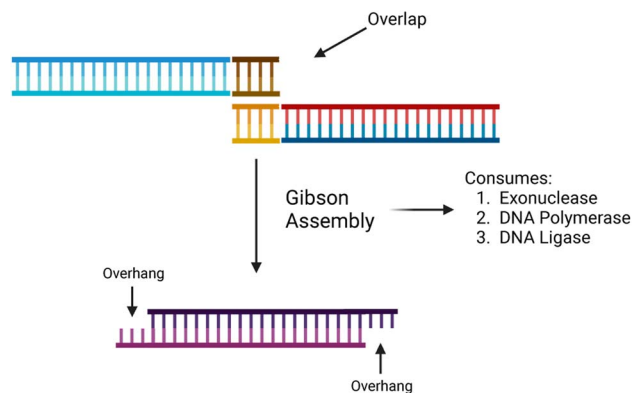 Overlap
Gibson
Assembly
Consumes:
1. Exonuclease
2. DNA Polymerase
3. DNA Ligase
Overhang
Overhang